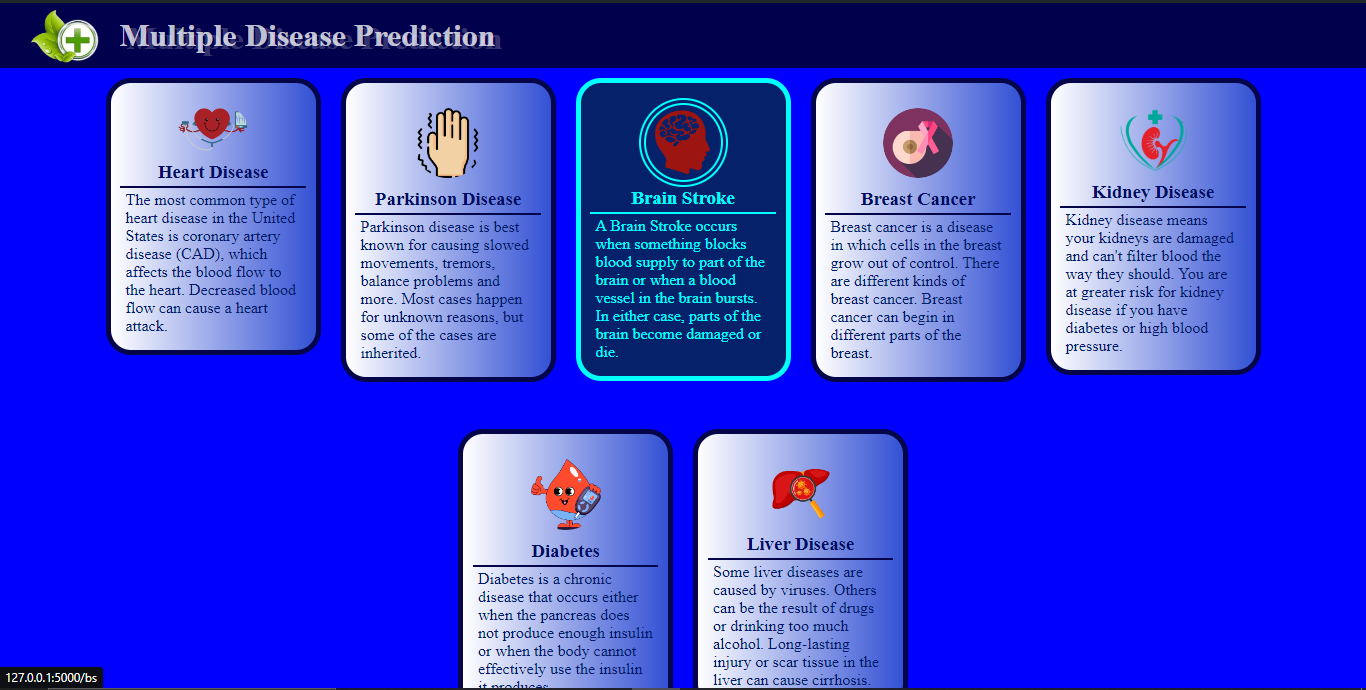 Multiple Disease Prediction
Heart Disease
The most common type of
heart disease in the United
States is coronary artery
disease (CAD), which
affects the blood flow to
the heart. Decreased blood
flow can cause a heart
attack.
Parkinson Disease
Parkinson disease is best
known for causing slowed
movements, tremors,
balance problems and
more. Most cases happen
for unknown reasons, but
some of the cases are
inherited.
Brain Stroke
A Brain Stroke occurs
when something blocks
blood supply to part of the
brain or when a blood
vessel in the brain bursts.
In either case, parts of the
brain become damaged or
die.
Breast Cancer
Breast cancer is a disease
in which cells in the breast
grow out of control. There
are different kinds of
breast cancer. Breast
cancer can begin in
different parts of the
breast.
Kidney Disease
Kidney disease means
your kidneys are damaged
and can't filter blood the
way they should. You are
at greater risk for kidney
disease if you have
diabetes or high blood
pressure.
Diabetes
Diabetes is a chronic
disease that occurs either
when the pancreas does
not produce enough insulin
or when the body cannot
effectively use the insulin
it produces.
Liver Disease
Some liver diseases are
caused by viruses. Others
can be the result of drugs
or drinking too much
alcohol. Long-lasting
injury or scar tissue in the
liver can cause cirrhosis.
127.0.0.1:5000/bs